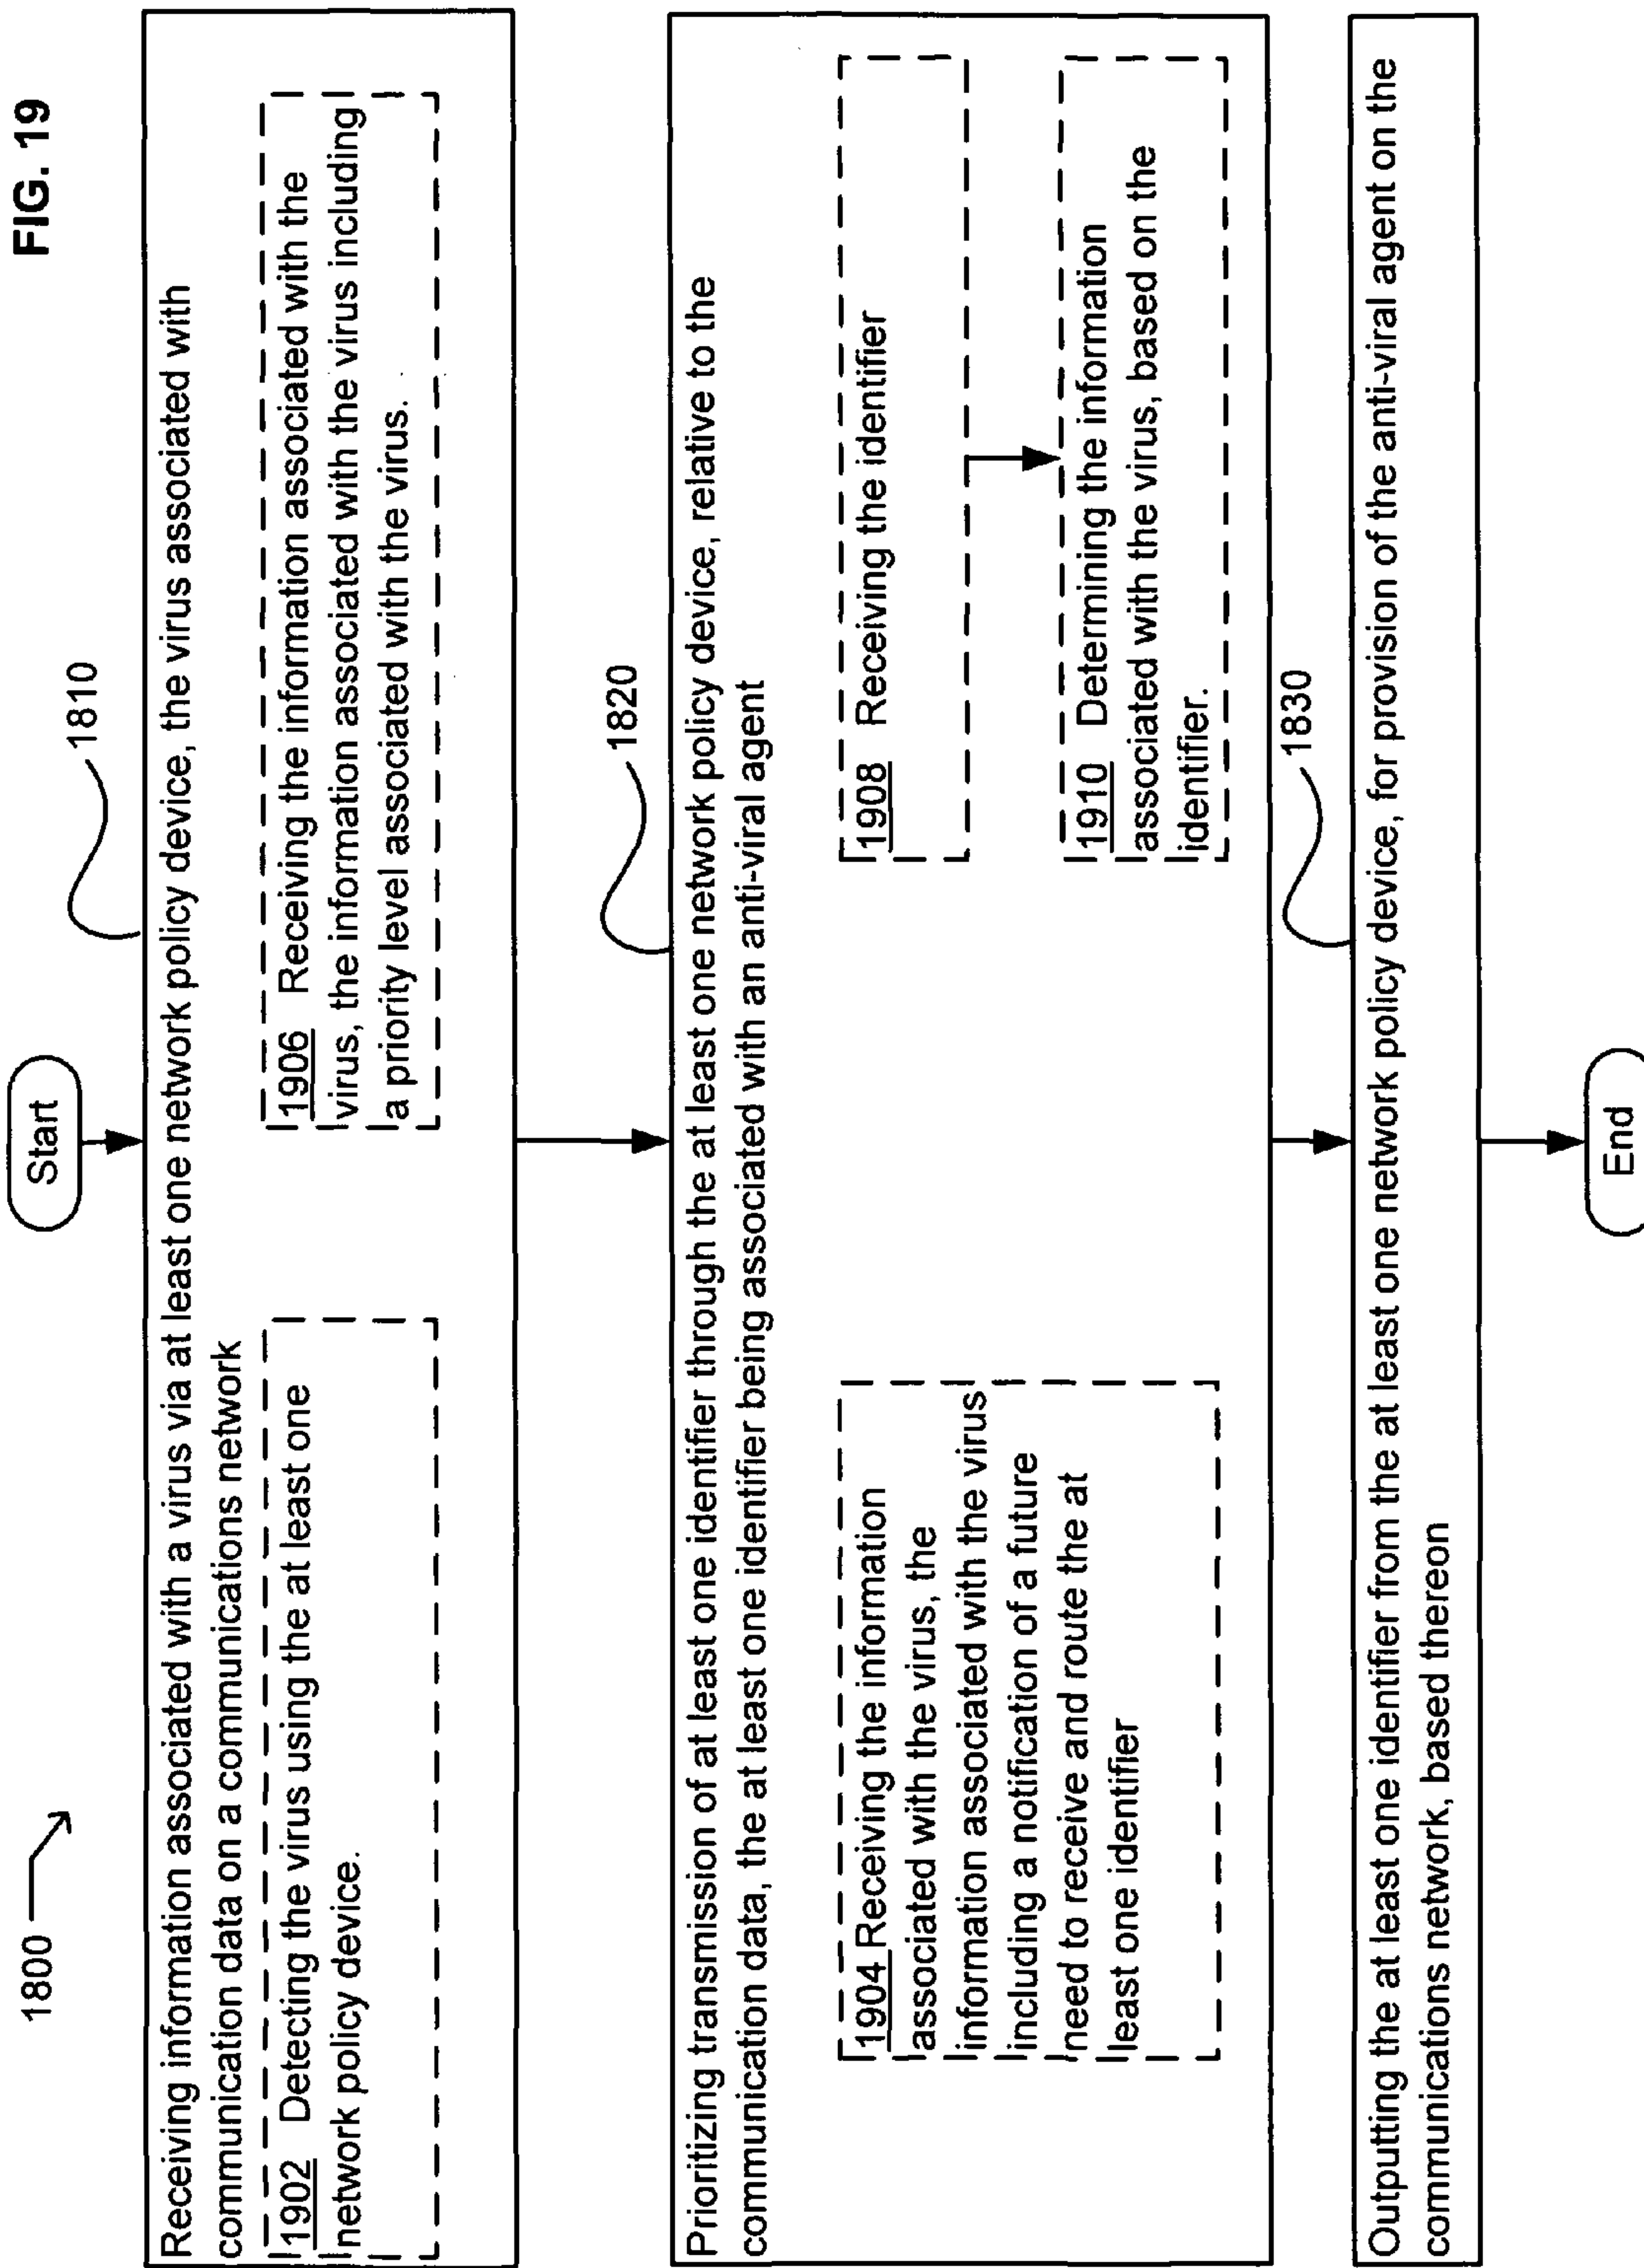 FIG. 19
1800
Start
1810
Receiving information associated with a virus via at least one network policy device, the virus associated with
communication data on a communications network
1902 Detecting the virus using the at least one
network policy device.
1906 Receiving the information associated with the
virus, the information associated with the virus including
a priority level associated with the virus.
1820
Prioritizing transmission of at least one identifier through the at least one network policy device, relative to the
communication data, the at least one identifier being associated with an anti-viral agent
1904 Receiving the information
associated with the virus, the
information associated with the virus
including a notification of a future
need to receive and route the at
least one identifier
1908 Receiving the identifier
1910 Determining the information
associated with the virus, based on the
identifier.
1830
Outputting the at least one identifier from the at least one network policy device, for provision of the anti-viral agent on the
communications network, based thereon
End